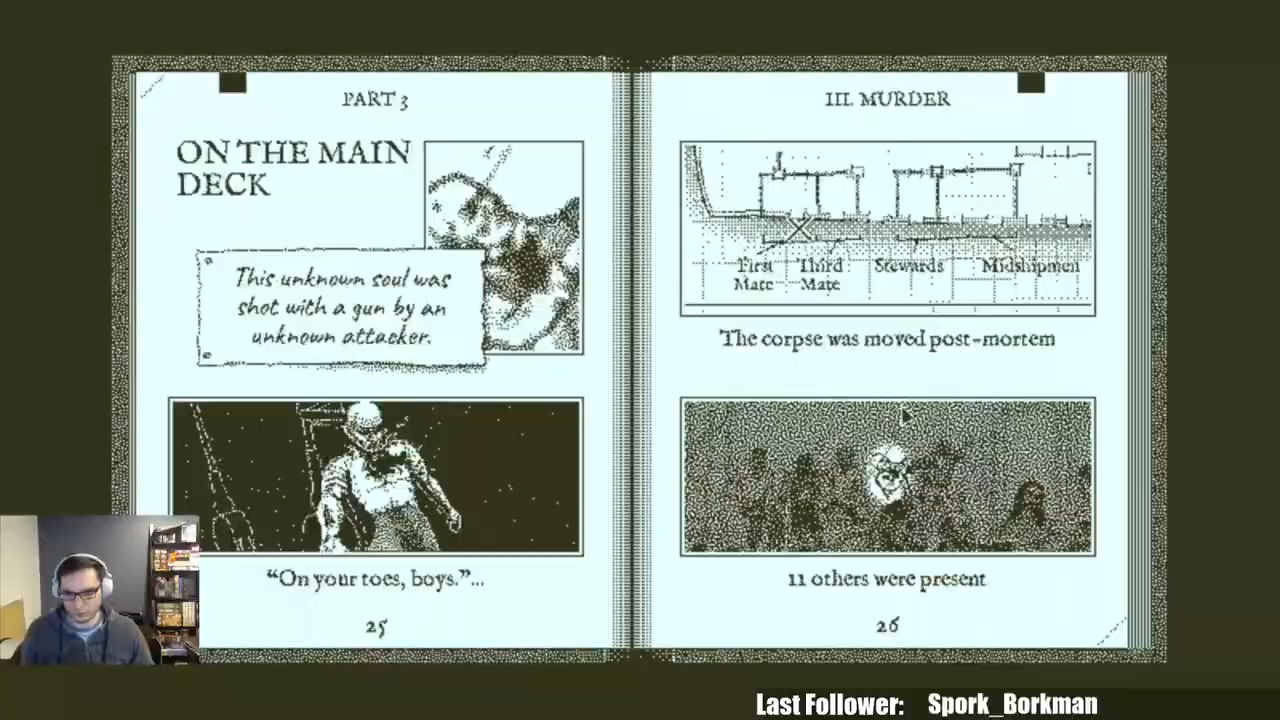 PART 3
ON THE MAIN
DECK
This unknown soul was
shot with a gun by an
unknown attacker.
"On your toes, boys."...
25
III. MURDER
First Third Stewards Midshipmen
Mate Mate
The corpse was moved post-mortem
11 others were present
26
Last Follower: Spork_Borkman